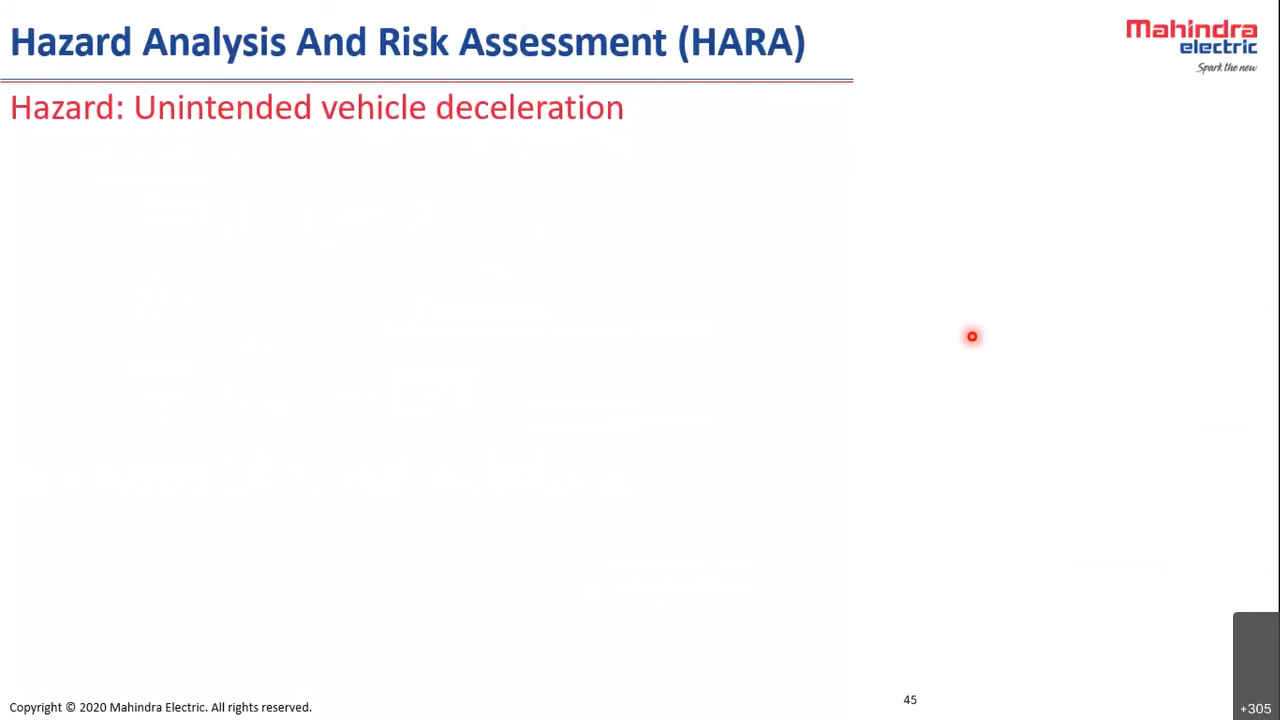 Hazard Analysis And Risk Assessment (HARA)
Mahindra
electric
Spark the new
Hazard: Unintended vehicle deceleration
Copyright © 2020 Mahindra Electric. All rights reserved.
45
+305